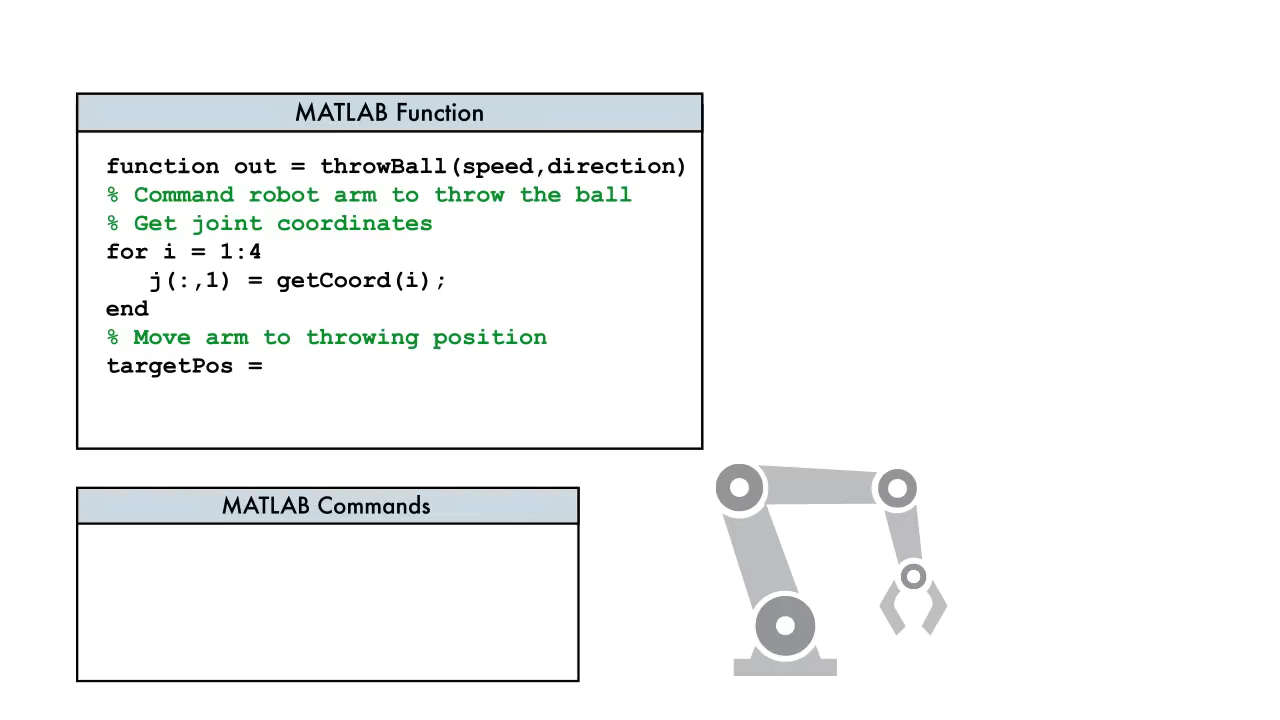 MATLAB Function
function out = throwBall(speed,direction)
% Command robot arm to throw the ball
% Get joint coordinates
for i = 1:4
   j(:,1) = getCoord(i);
end
% Move arm to throwing position
targetPos =
MATLAB Commands